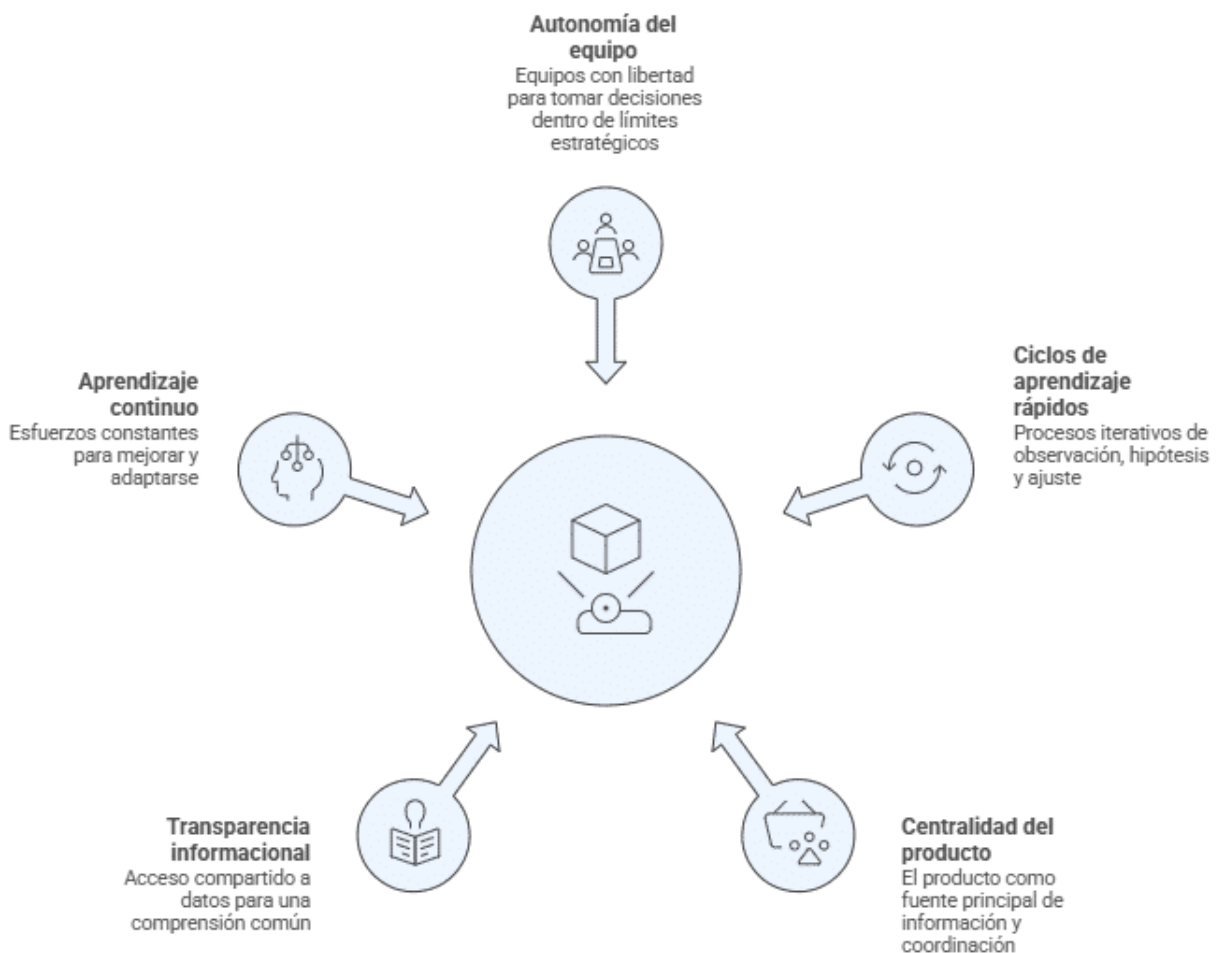 Autonomía del
equipo
Equipos con libertad
para tomar decisiones
dentro de límites
estratégicos
Ciclos de
aprendizaje
rápidos
Procesos iterativos de
observación, hipótesis
y ajuste
Aprendizaje
continuo
Esfuerzos constantes
para mejorar y
adaptarse
Transparencia
informacional
Acceso compartido a
datos para una
comprensión común
Centralidad del
producto
El producto como
fuente principal de
información y
coordinación